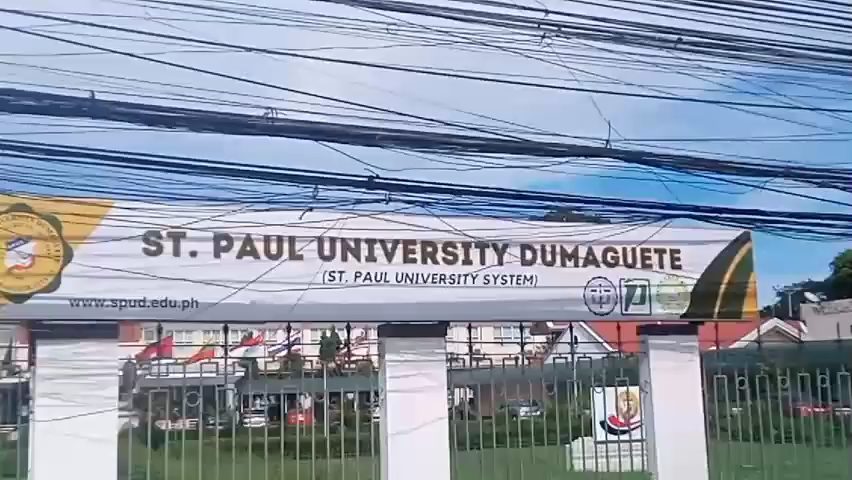 ST. PAUL UNIVERSITY DUMAGUETE
(ST. PAUL UNIVERSITY SYSTEM)
www.spud.edu.ph